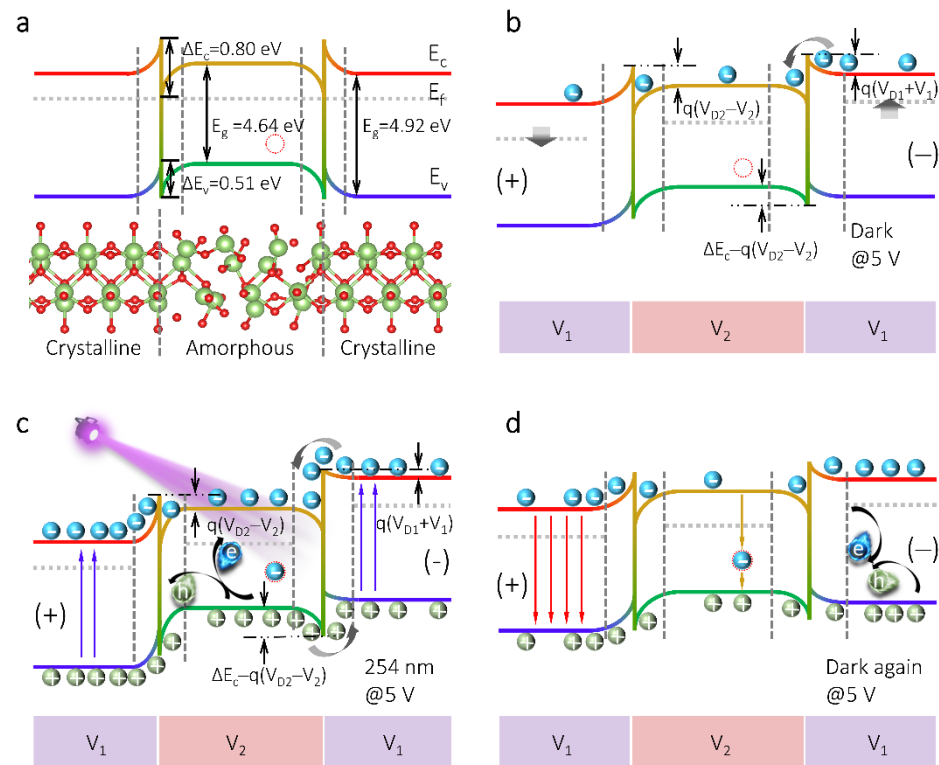 a
ΔEc=0.80 eV
Ec
Ef
Eg=4.64 eV
Eg=4.92 eV
ΔEv=0.51 eV
Ev
Crystalline
Amorphous
Crystalline
b
q(VD2−V2)
q(VD1+V1)
(+)
(−)
ΔEc−q(VD2−V2)
Dark
@5 V
V1
V2
V1
c
q(VD2−V2)
q(VD1+V1)
e
h
(+)
(-)
ΔEc−q(VD2−V2)
254 nm
@5 V
V1
V2
V1
d
e
h
(+)
(−)
Dark again
@5 V
V1
V2
V1